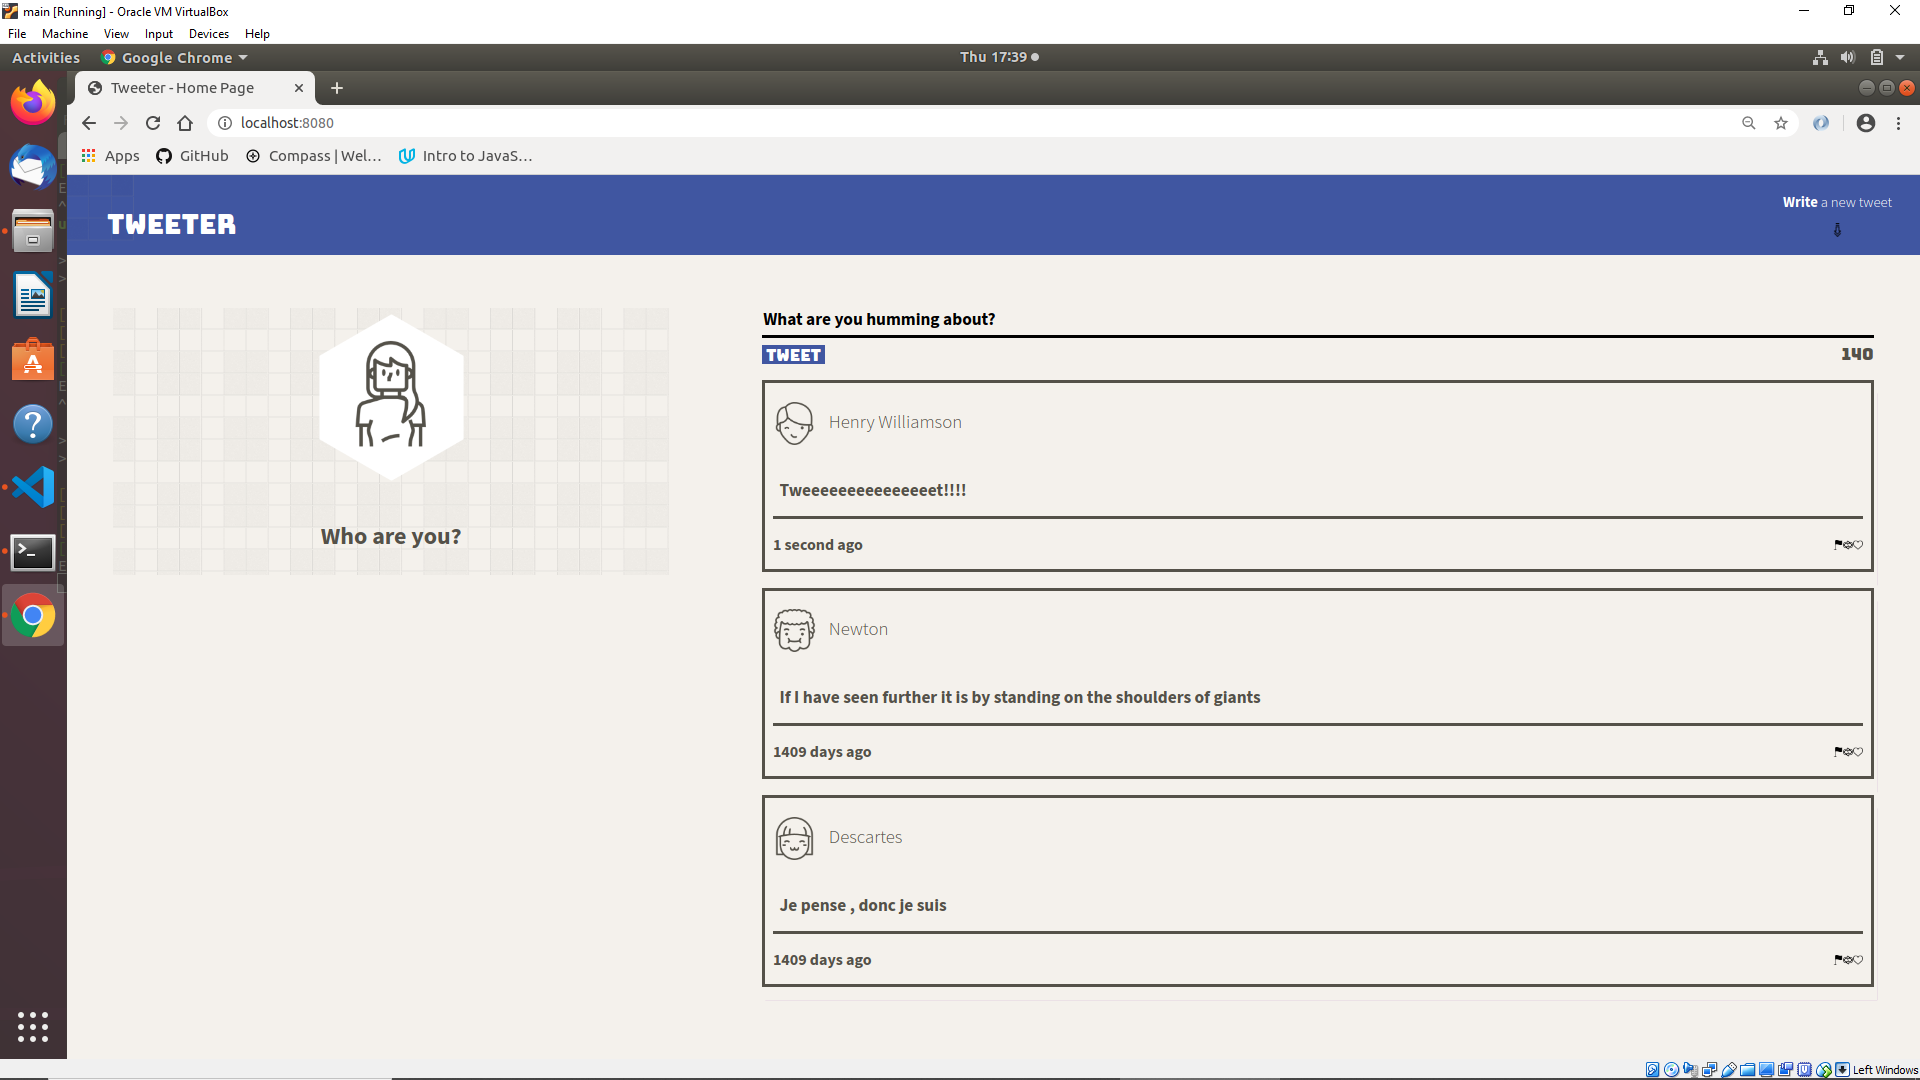 main [Running] - Oracle VM VirtualBox
File Machine View Input Devices Help
Activities Google Chrome Thu 17:39
Tweeter - Home Page
localhost:8080
Apps GitHub Compass | Wel... Intro to JavaS...
TWEETER
Write a new tweet
Who are you?
What are you humming about?
TWEET 140
Henry Williamson
Tweeeeeeeeeeeeeeet!!!!
1 second ago
Newton
If I have seen further it is by standing on the shoulders of giants
1409 days ago
Descartes
Je pense , donc je suis
1409 days ago
Left Windows